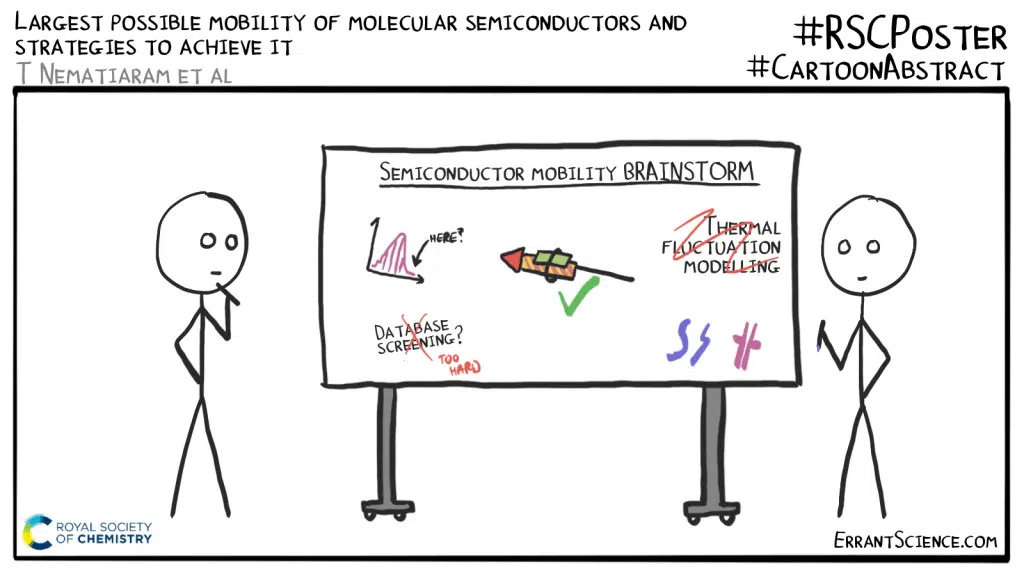 Largest possible mobility of molecular semiconductors and
strategies to achieve it
T Nematiaram et al
#RSCPoster
#CartoonAbstract
Semiconductor mobility BRAINSTORM
HERE?
Thermal
fluctuation
modelling
Database
screening?
TOO
HARD
ROYAL SOCIETY
OF CHEMISTRY
ErrantScience.com